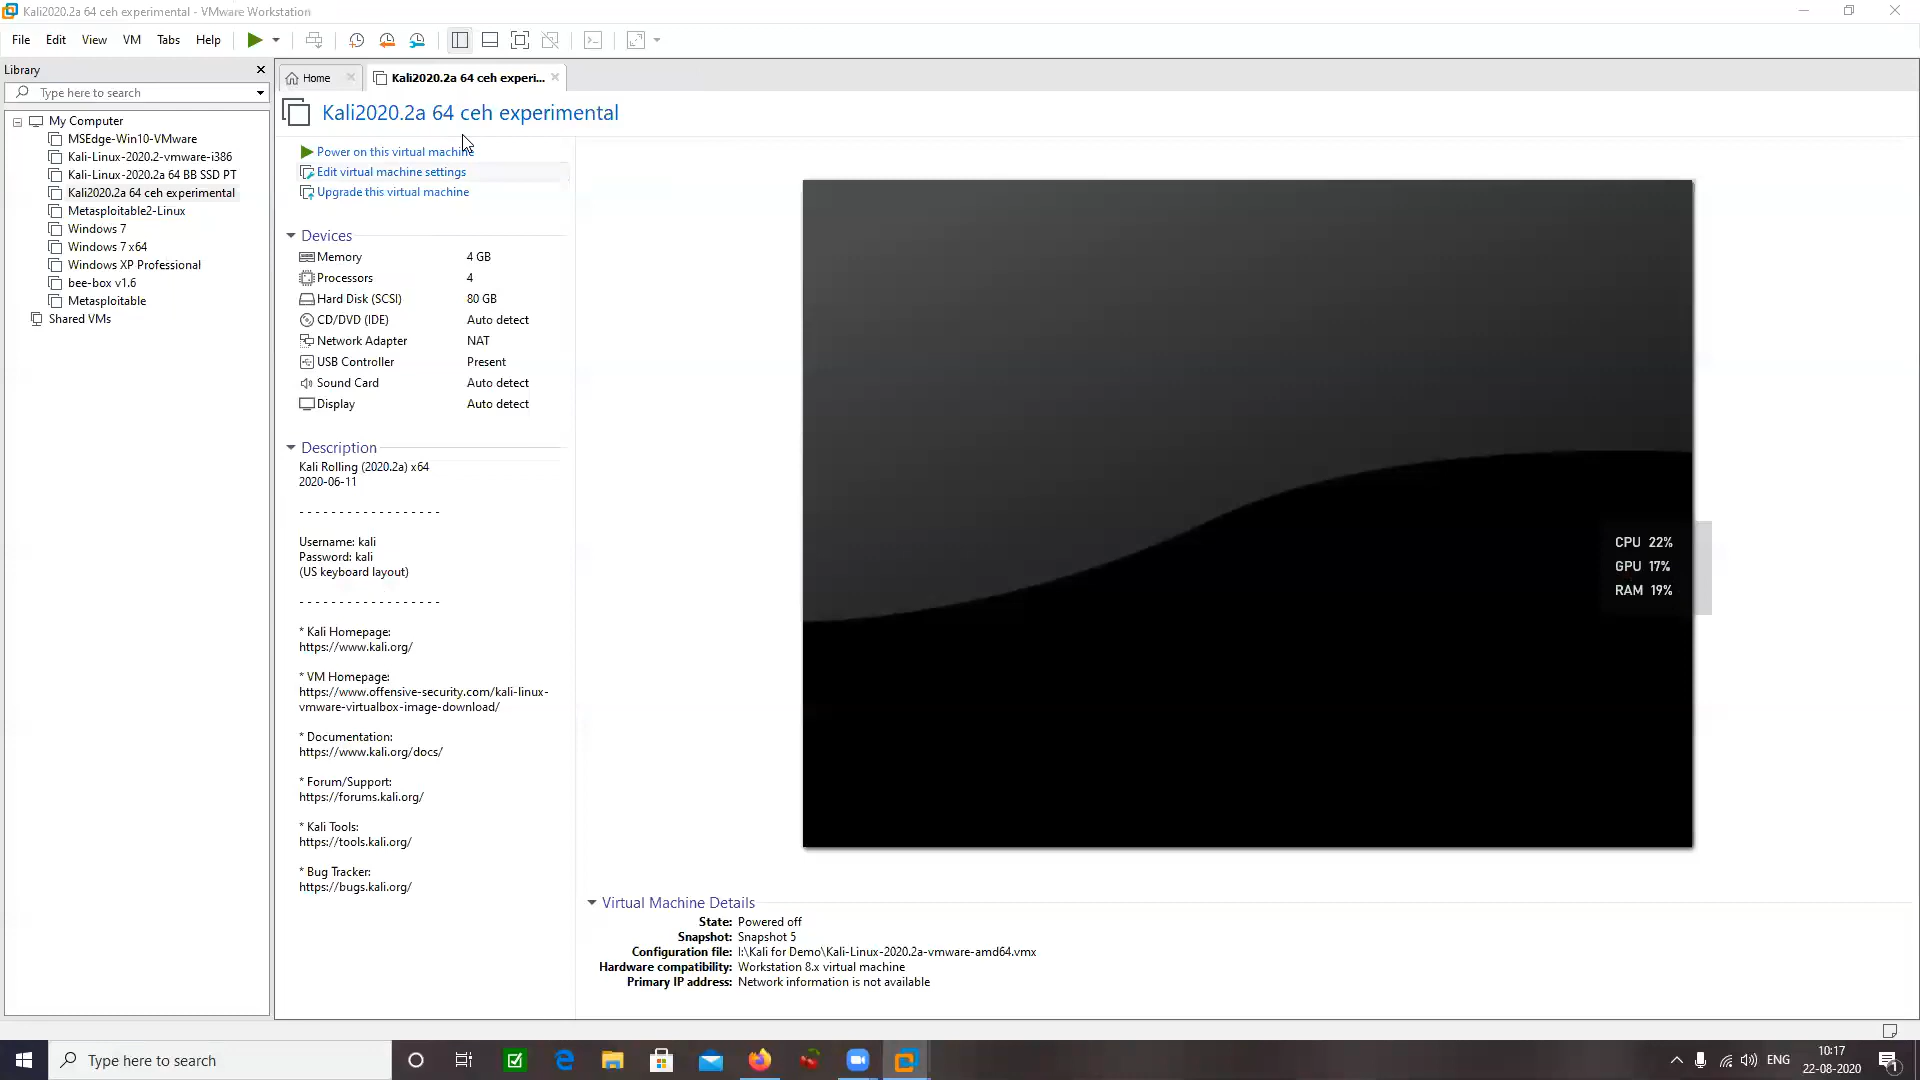 Kali2020.2a 64 ceh experimental - VMware Workstation
File Edit View VM Tabs Help
Library
Type here to search
My Computer
MSEdge-Win10-VMware
Kali-Linux-2020.2-vmware-i386
Kali-Linux-2020.2a 64 BB SSD PT
Kali2020.2a 64 ceh experimental
Metasploitable2-Linux
Windows 7
Windows 7 x64
Windows XP Professional
bee-box v1.6
Metasploitable
Shared VMs
Home
Kali2020.2a 64 ceh experi...
Kali2020.2a 64 ceh experimental
Power on this virtual machine
Edit virtual machine settings
Upgrade this virtual machine
Devices
Memory 4 GB
Processors 4
Hard Disk (SCSI) 80 GB
CD/DVD (IDE) Auto detect
Network Adapter NAT
USB Controller Present
Sound Card Auto detect
Display Auto detect
Description
Kali Rolling (2020.2a) x64
2020-06-11
- - - - - - - - - - - - - - - - - -
Username: kali
Password: kali
(US keyboard layout)
- - - - - - - - - - - - - - - - - -
* Kali Homepage:
https://www.kali.org/
* VM Homepage:
https://www.offensive-security.com/kali-linux-
vmware-virtualbox-image-download/
* Documentation:
https://www.kali.org/docs/
* Forum/Support:
https://forums.kali.org/
* Kali Tools:
https://tools.kali.org/
* Bug Tracker:
https://bugs.kali.org/
CPU 22%
GPU 17%
RAM 19%
Virtual Machine Details
State: Powered off
Snapshot: Snapshot 5
Configuration file: I:\Kali for Demo\Kali-Linux-2020.2a-vmware-amd64.vmx
Hardware compatibility: Workstation 8.x virtual machine
Primary IP address: Network information is not available
Type here to search
ENG
10:17
22-08-2020
1